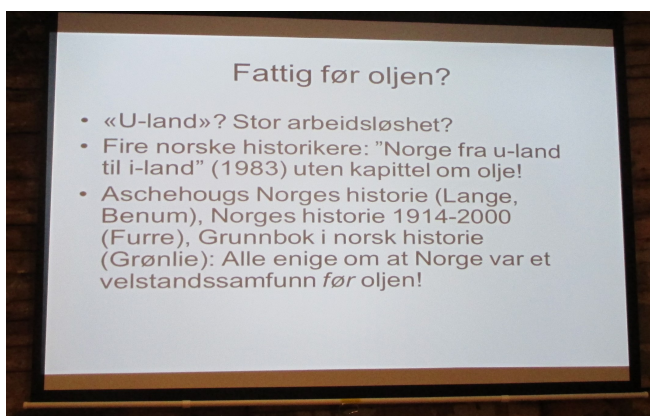 Fattig før oljen?
• «U-land»? Stor arbeidsløshet?
• Fire norske historikere: ”Norge fra u-land
til i-land” (1983) uten kapittel om olje!
• Aschehougs Norges historie (Lange,
Benum), Norges historie 1914-2000
(Furre), Grunnbok i norsk historie
(Grønlie): Alle enige om at Norge var et
velstandssamfunn før oljen!